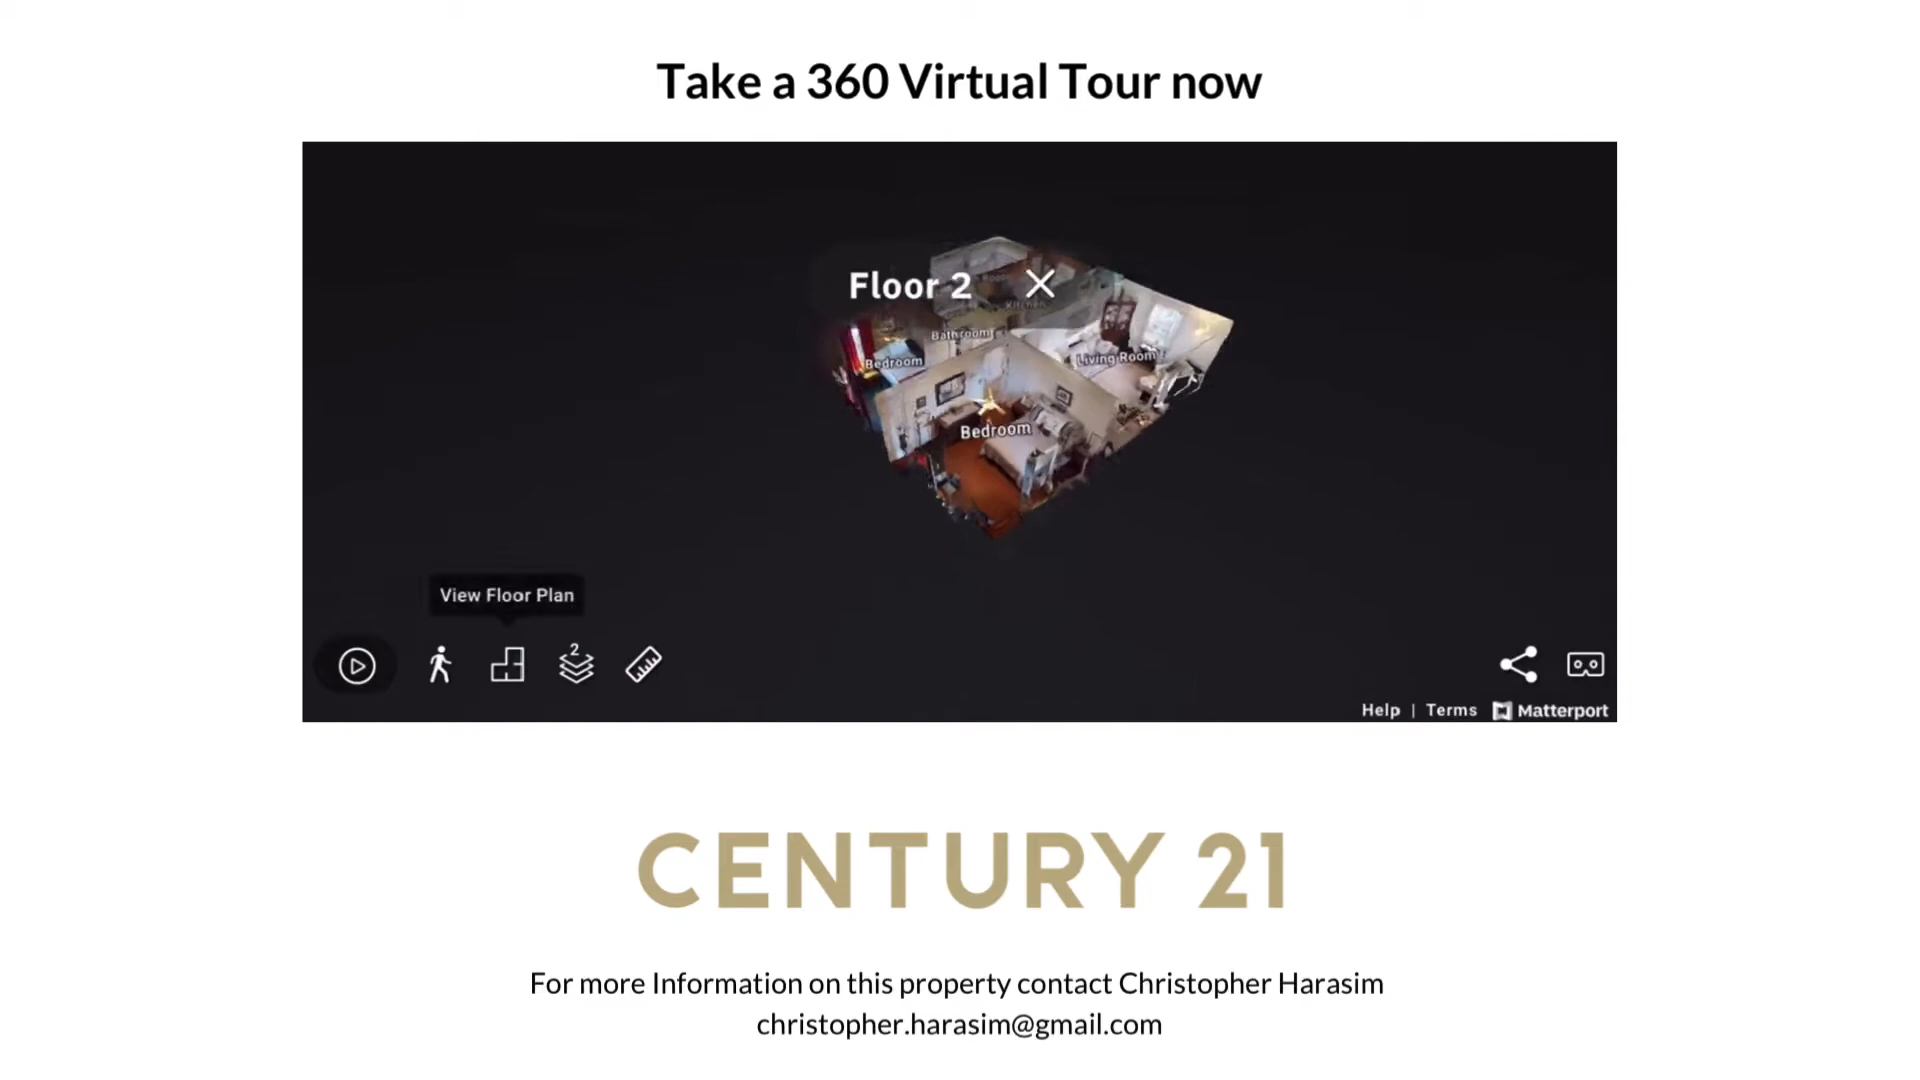 Take a 360 Virtual Tour now
Floor 2
Kitchen
Bathroom
Bedroom
Living Room
Bedroom
View Floor Plan
2
Help | Terms Matterport
CENTURY 21
For more Information on this property contact Christopher Harasim
christopher.harasim@gmail.com